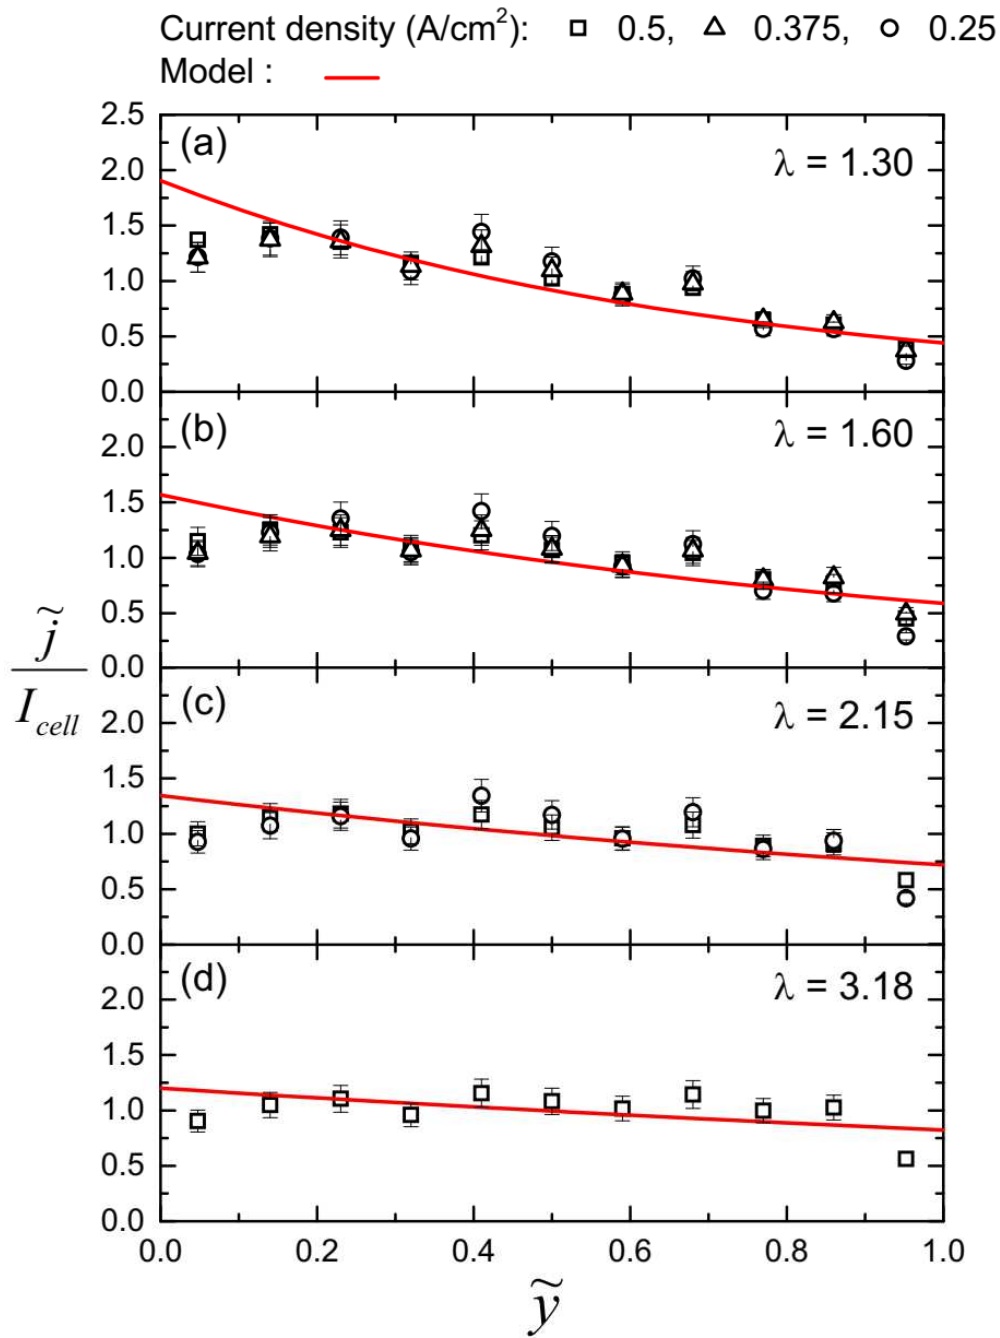 Current density (A/cm²): □ 0.5, △ 0.375, ○ 0.25
Model :
2.5
(a)
λ = 1.30
2.0
1.5
1.0
0.5
0.0
(b)
λ = 1.60
2.0
1.5
1.0
0.5
0.0
j̃
I_cell
(c)
λ = 2.15
2.0
1.5
1.0
0.5
0.0
(d)
λ = 3.18
2.0
1.5
1.0
0.5
0.0
0.0 0.2 0.4 0.6 0.8 1.0
ỹ